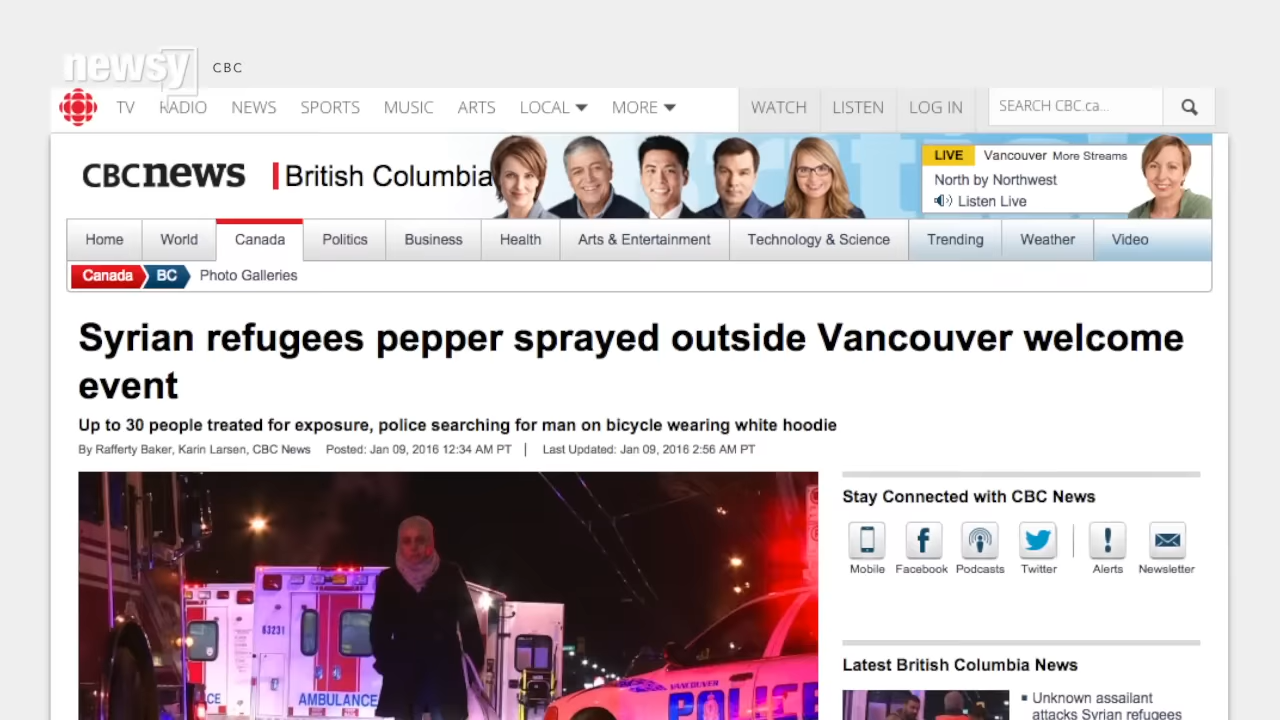 newsy
CBC
TV RADIO NEWS SPORTS MUSIC ARTS LOCAL MORE WATCH LISTEN LOG IN SEARCH CBC.ca...
CBCnews British Columbia
LIVE Vancouver More Streams
North by Northwest
Listen Live
Home World Canada Politics Business Health Arts & Entertainment Technology & Science Trending Weather Video
Canada BC Photo Galleries
Syrian refugees pepper sprayed outside Vancouver welcome
event
Up to 30 people treated for exposure, police searching for man on bicycle wearing white hoodie
By Rafferty Baker, Karin Larsen, CBC News Posted: Jan 09, 2016 12:34 AM PT | Last Updated: Jan 09, 2016 2:56 AM PT
Stay Connected with CBC News
Mobile Facebook Podcasts Twitter Alerts Newsletter
63231
CE AMBULANCE
VANCOUVER
POLICE
Latest British Columbia News
Unknown assailant
attacks Syrian refugees